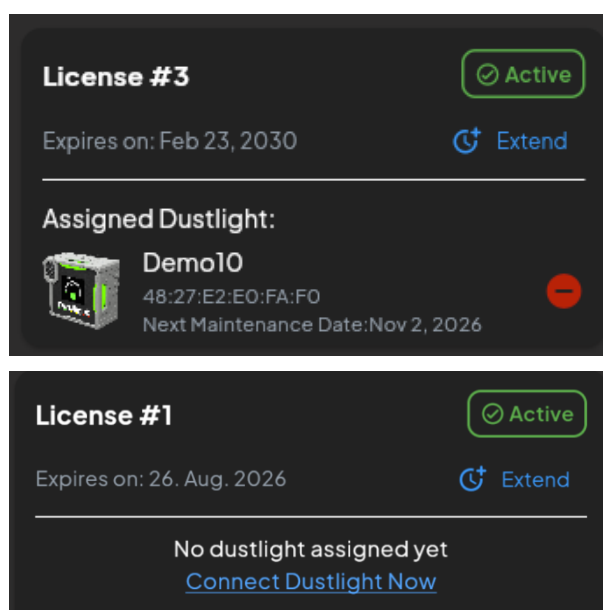 License #3
Active
Expires on: Feb 23, 2030
Extend
Assigned Dustlight:
Demo10
48:27:E2:E0:FA:F0
Next Maintenance Date:Nov 2, 2026
License #1
Active
Expires on: 26. Aug. 2026
Extend
No dustlight assigned yet
Connect Dustlight Now